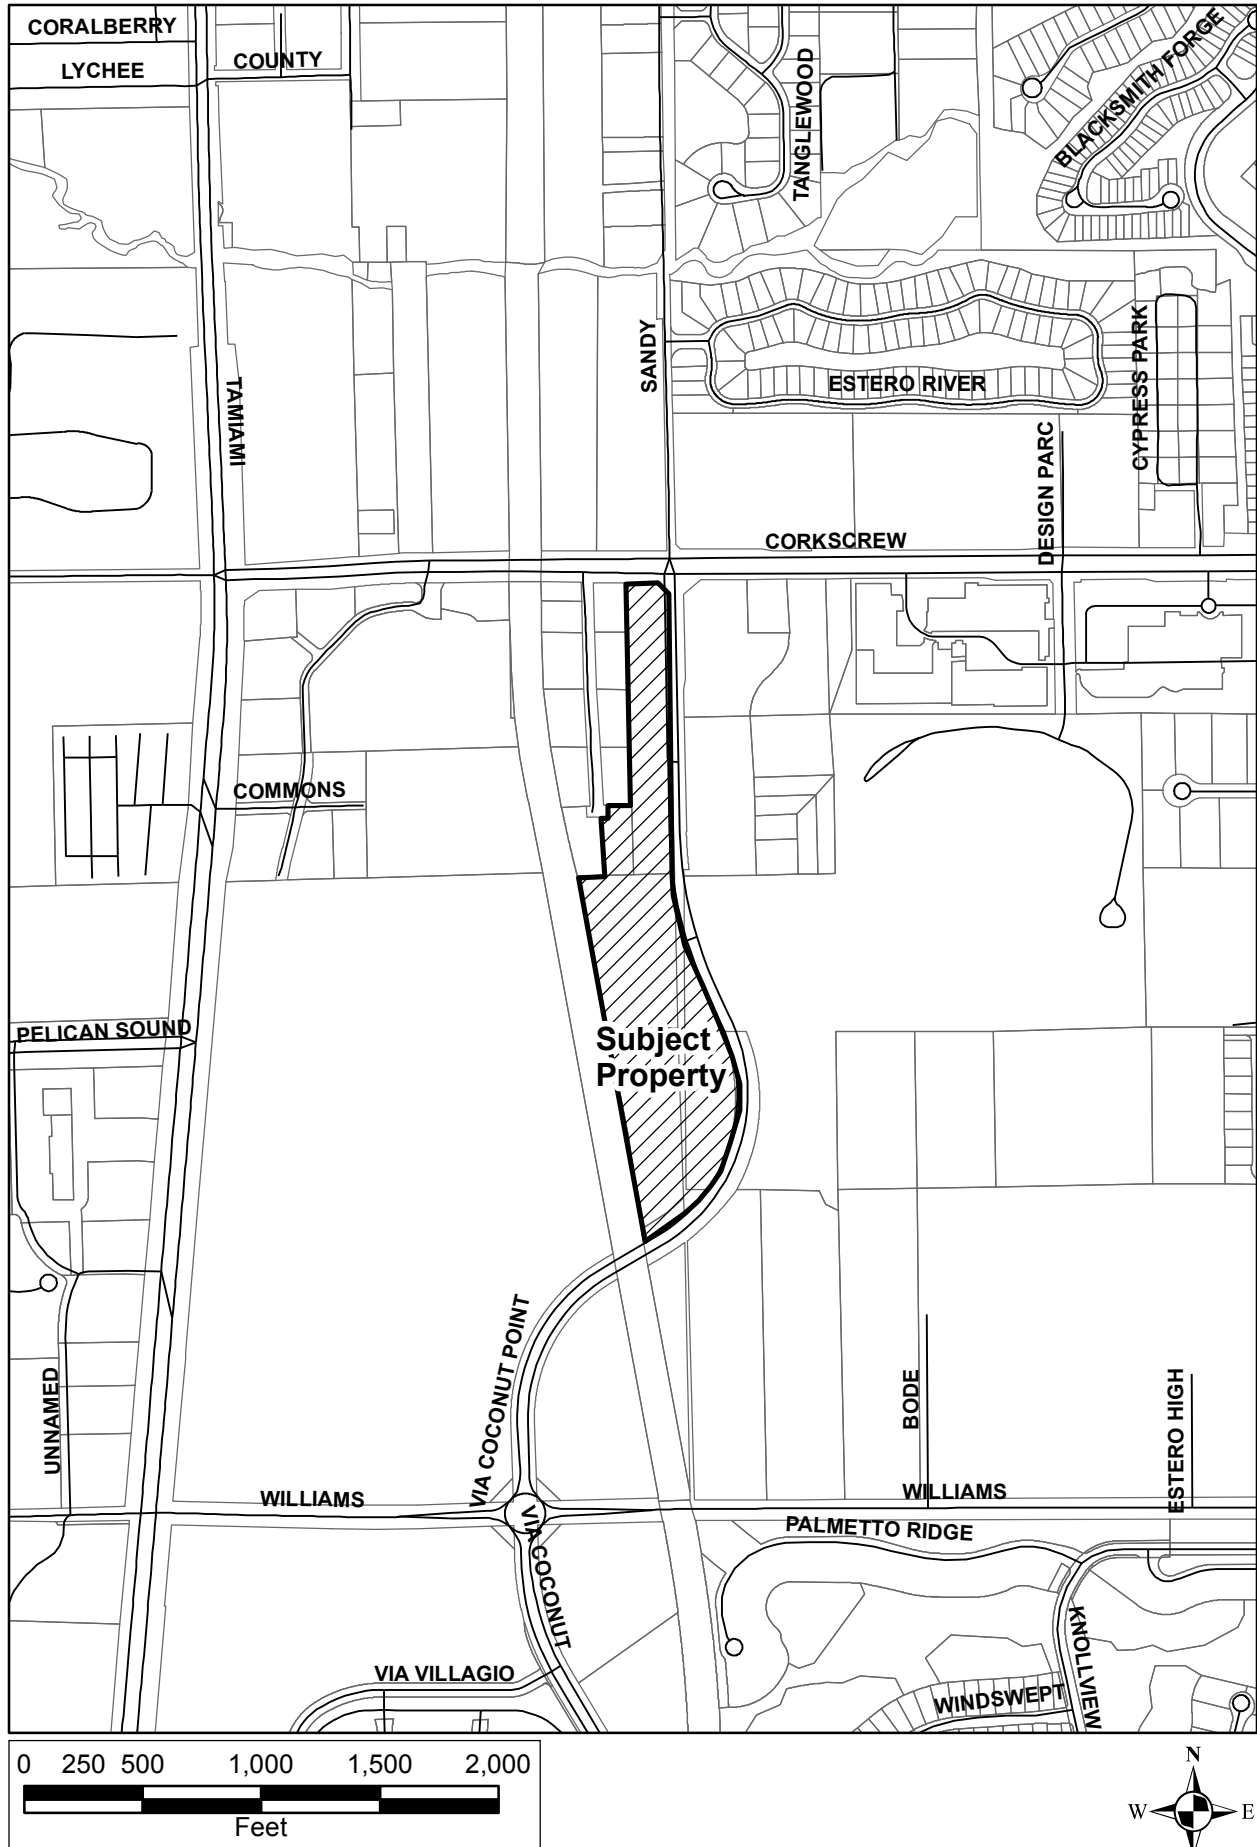 CORALBERRY
LYCHEE
COUNTY
TANGLEWOOD
BLACKSMITH FORGE
SANDY
ESTERO RIVER
CYPRESS PARK
TAMIAMI
DESIGN PARC
CORKSCREW
COMMONS
PELICAN SOUND
Subject
Property
VIA COCONUT POINT
UNNAMED
BODE
ESTERO HIGH
WILLIAMS
WILLIAMS
VIA COCONUT
PALMETTO RIDGE
KNOLLVIEW
VIA VILLAGIO
WINDSWEPT
0 250 500 1,000 1,500 2,000
Feet
N
W E